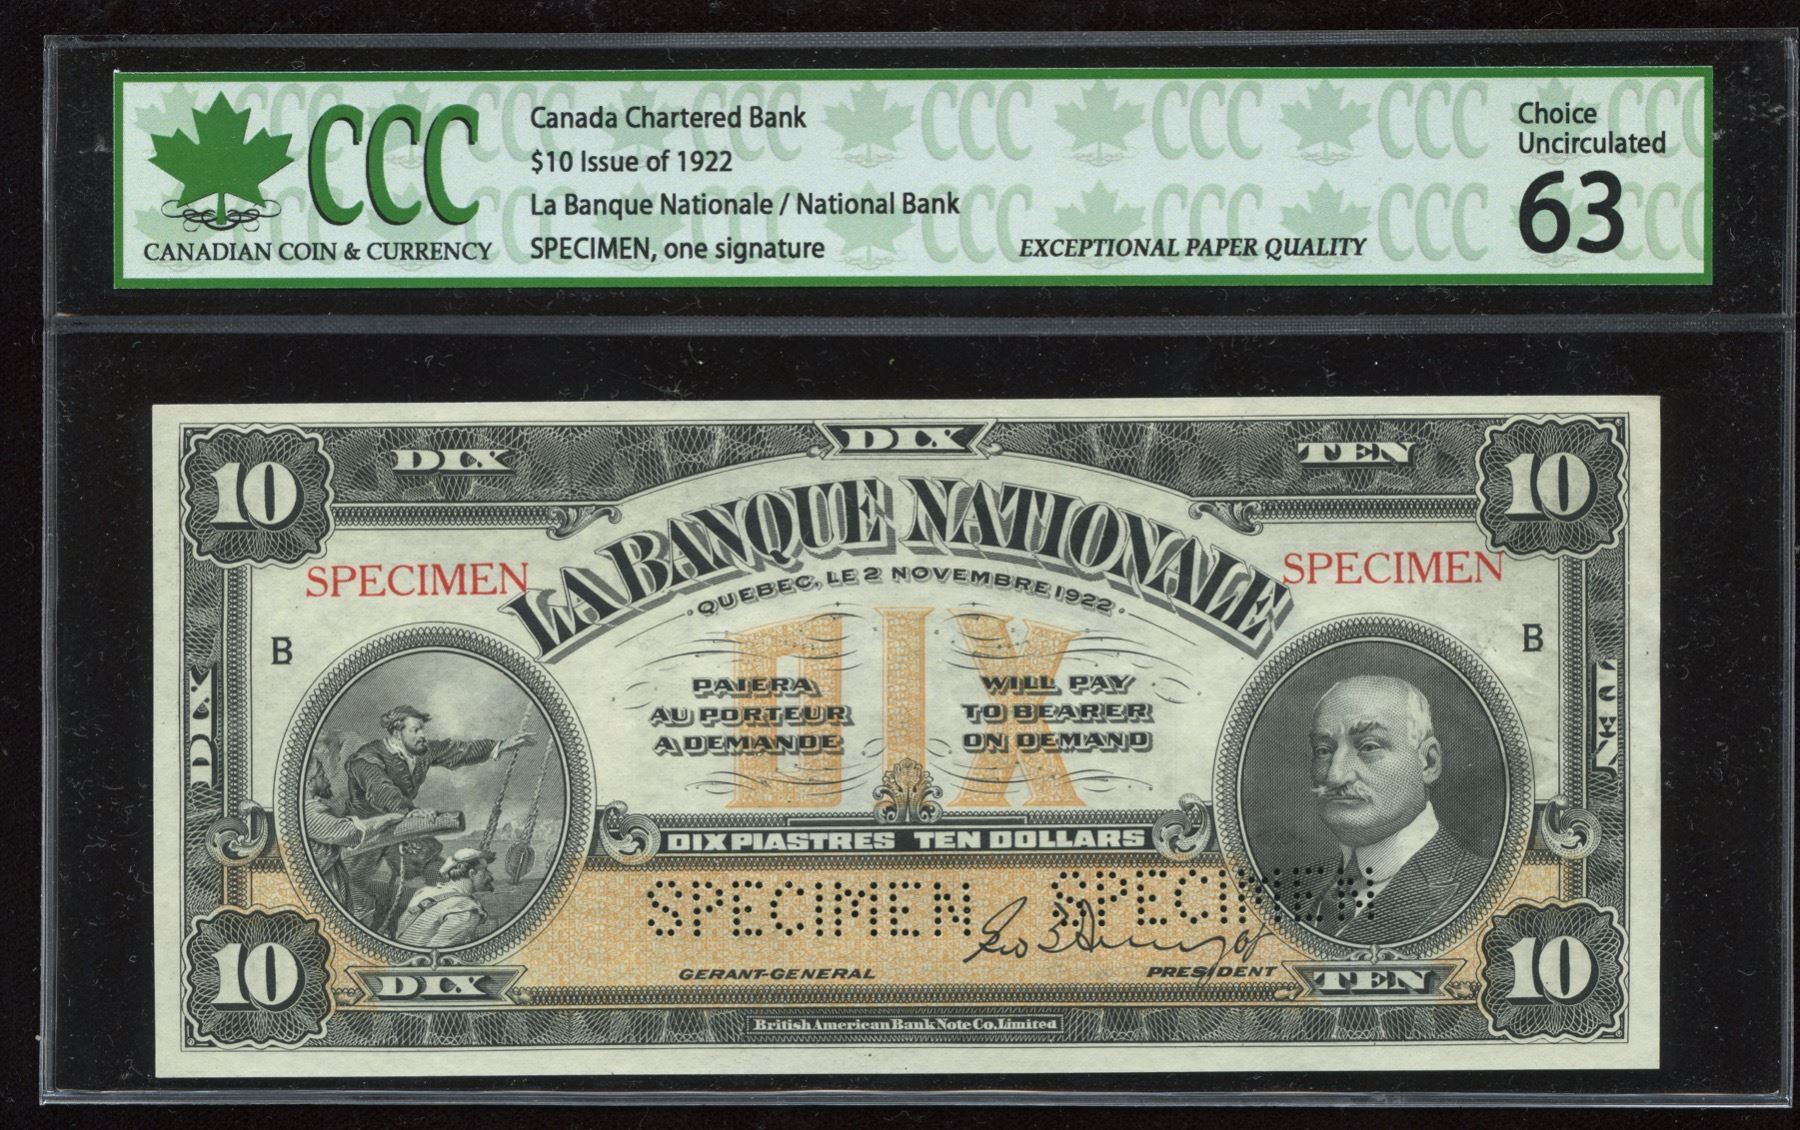 CCC
CANADIAN COIN & CURRENCY
Canada Chartered Bank
$10 Issue of 1922
La Banque Nationale / National Bank
SPECIMEN, one signature
EXCEPTIONAL PAPER QUALITY
Choice
Uncirculated
63
10 DIX DIX TEN 10
LA BANQUE NATIONALE
SPECIMEN SPECIMEN
QUEBEC, LE 2 NOVEMBRE 1922
B B
DIX
DIX TEN
PAIERA
AU PORTEUR
A DEMANDE
WILL PAY
TO BEARER
ON DEMAND
DIX PIASTRES TEN DOLLARS
SPECIMEN SPECIMEN
GERANT-GENERAL PRESIDENT
10 DIX TEN 10
British American Bank Note Co. Limited